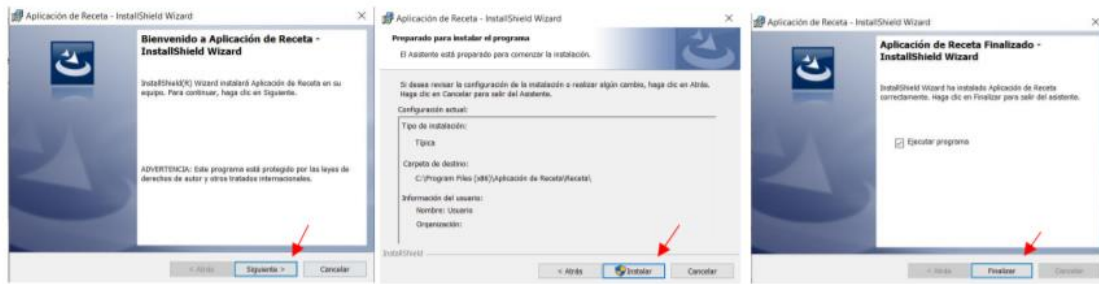 Aplicación de Receta - InstallShield Wizard
Bienvenido a Aplicación de Receta -
InstallShield Wizard
InstallShield(R) Wizard instalará Aplicación de Receta en su
equipo. Para continuar, haga clic en Siguiente.
ADVERTENCIA: Este programa está protegido por las leyes de
derechos de autor y otros tratados internacionales.
< Atrás
Siguiente >
Cancelar
Aplicación de Receta - InstallShield Wizard
Preparado para instalar el programa
El Asistente está preparado para comenzar la instalación.
Si desea revisar la configuración de la instalación o realizar algún cambio, haga clic en Atrás.
Haga clic en Cancelar para salir del Asistente.
Configuración actual:
Tipo de instalación:
Típica
Carpeta de destino:
C:\Program Files (x86)\Aplicación de Receta\Receta\
Información del usuario:
Nombre: Usuario
Organización:
InstallShield
< Atrás
Instalar
Cancelar
Aplicación de Receta - InstallShield Wizard
Aplicación de Receta Finalizado -
InstallShield Wizard
InstallShield Wizard ha instalado Aplicación de Receta
correctamente. Haga clic en Finalizar para salir del asistente.
Ejecutar programa
< Atrás
Finalizar
Cancelar